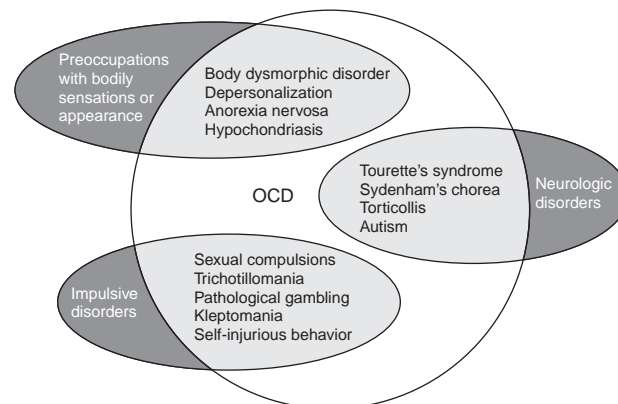 Preoccupations
with bodily
sensations or
appearance
Body dysmorphic disorder
Depersonalization
Anorexia nervosa
Hypochondriasis
OCD
Tourette's syndrome
Sydenham's chorea
Torticollis
Autism
Neurologic
disorders
Impulsive
disorders
Sexual compulsions
Trichotillomania
Pathological gambling
Kleptomania
Self-injurious behavior